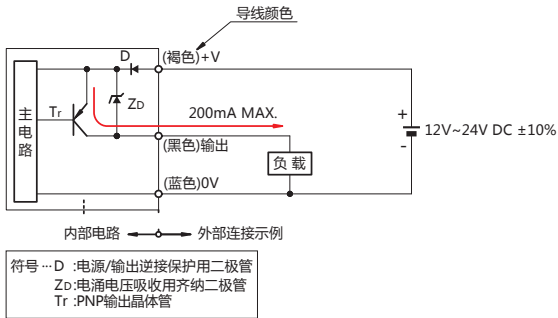 导线颜色
D
(褐色)+V
主电路
Tr
ZD
200mA MAX.
+
12V~24V DC ±10%
-
(黑色)输出
负 载
(蓝色)0V
内部电路
外部连接示例
符号…D :电源/输出逆接保护用二极管
ZD:电涌电压吸收用齐纳二极管
Tr :PNP输出晶体管